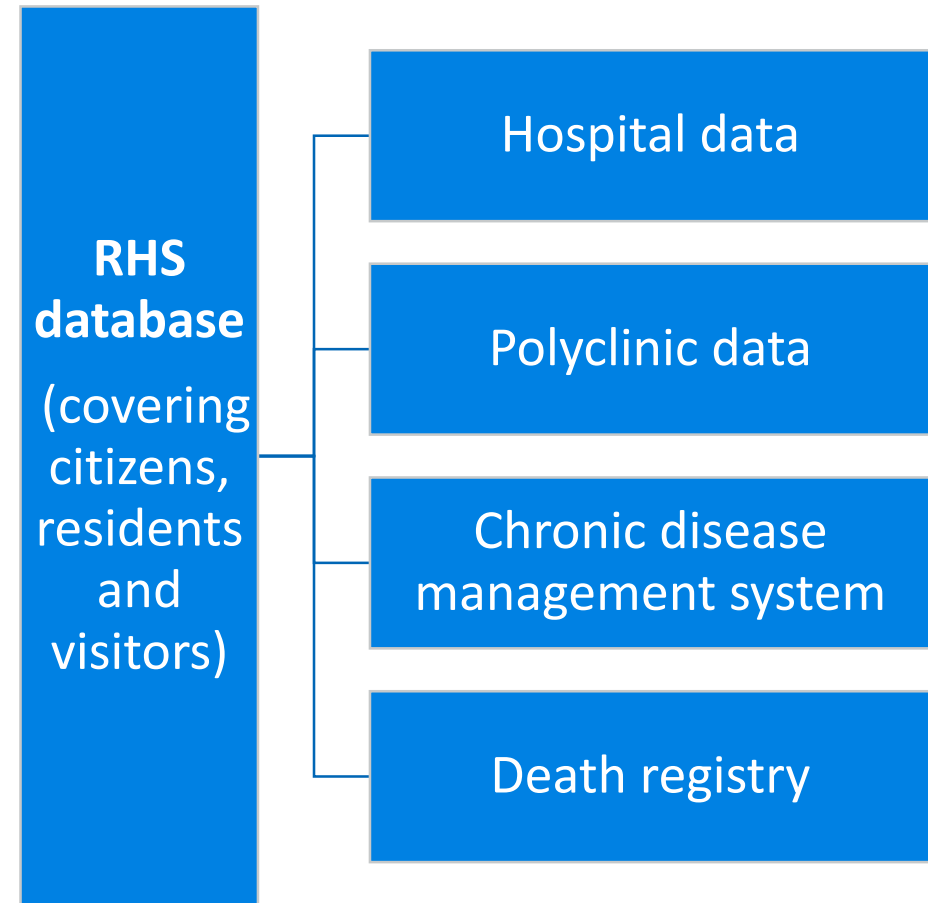 RHS
database
(covering
citizens,
residents
and
visitors)
Hospital data
Polyclinic data
Chronic disease
management system
Death registry